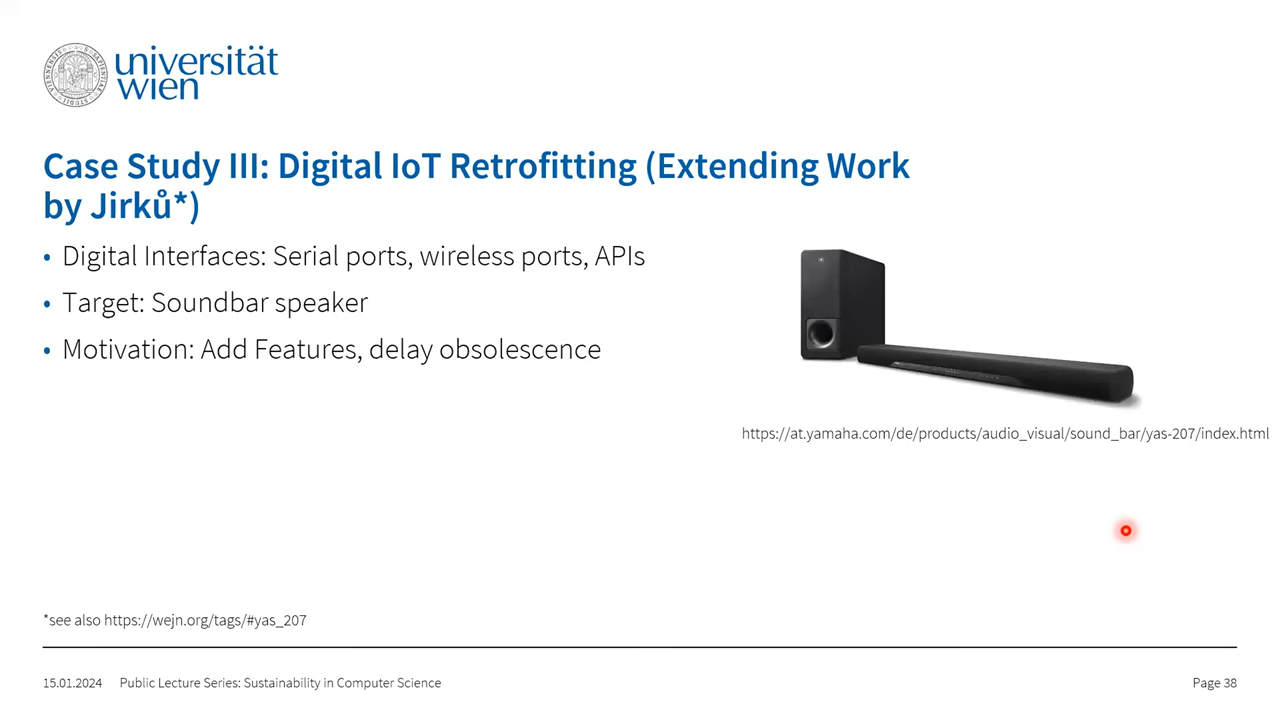 universität
wien
Case Study III: Digital IoT Retrofitting (Extending Work
by Jirků*)
• Digital Interfaces: Serial ports, wireless ports, APIs
• Target: Soundbar speaker
• Motivation: Add Features, delay obsolescence
https://at.yamaha.com/de/products/audio_visual/sound_bar/yas-207/index.html
*see also https://wejn.org/tags/#yas_207
15.01.2024 Public Lecture Series: Sustainability in Computer Science Page 38